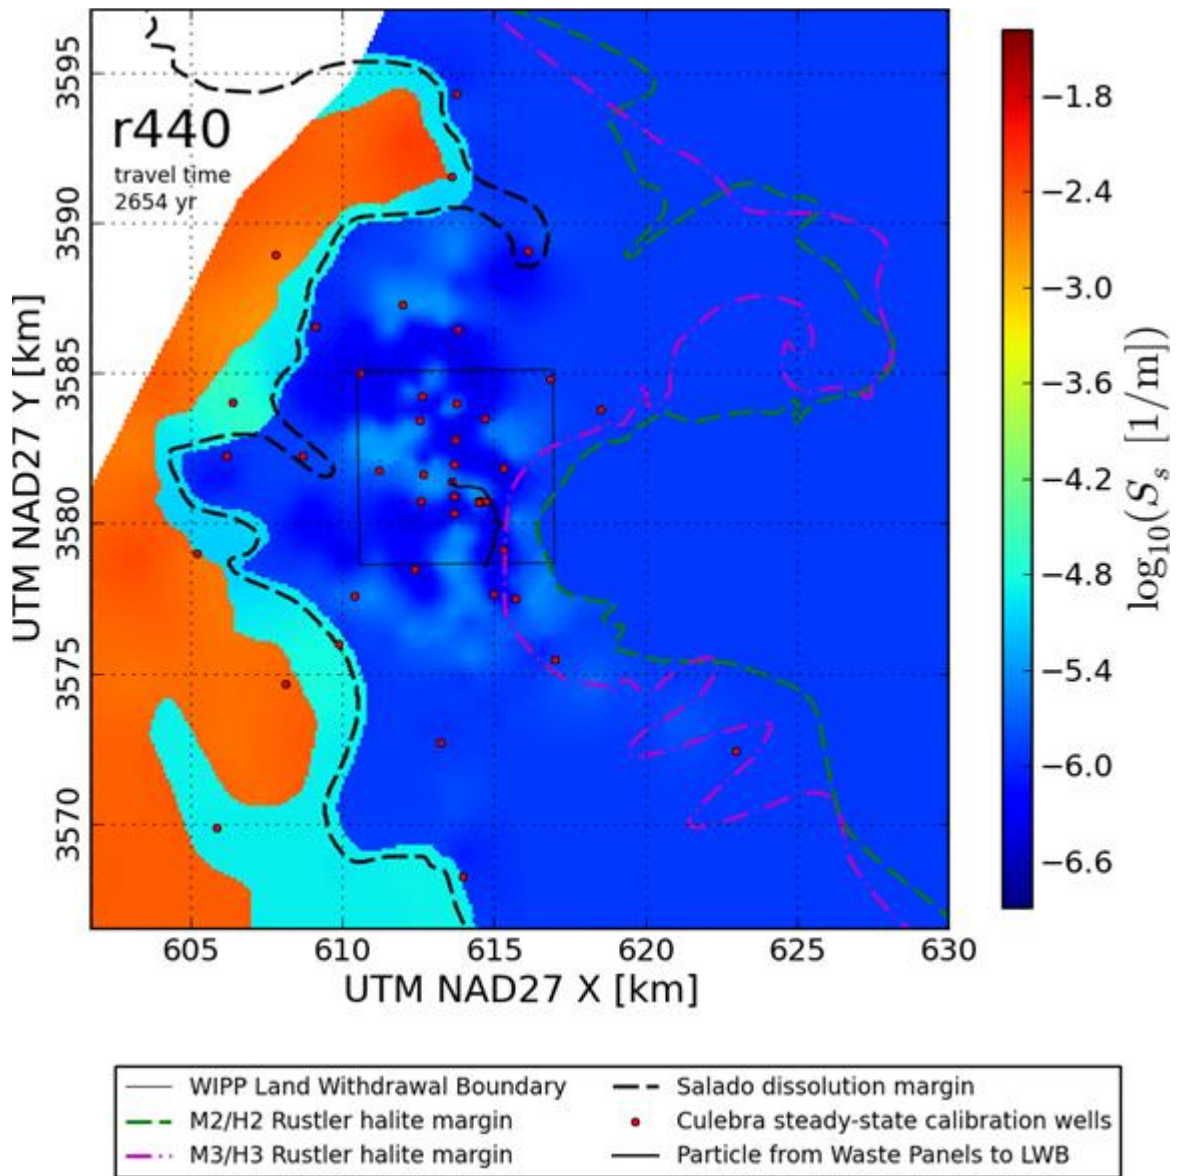 r440
travel time
2654 yr
3595
3590
3585
3580
3575
3570
UTM NAD27 Y [km]
605 610 615 620 625 630
UTM NAD27 X [km]
−1.8
−2.4
−3.0
−3.6
−4.2
−4.8
−5.4
−6.0
−6.6
log₁₀(Sₛ [1/m])
WIPP Land Withdrawal Boundary
M2/H2 Rustler halite margin
M3/H3 Rustler halite margin
Salado dissolution margin
Culebra steady-state calibration wells
Particle from Waste Panels to LWB